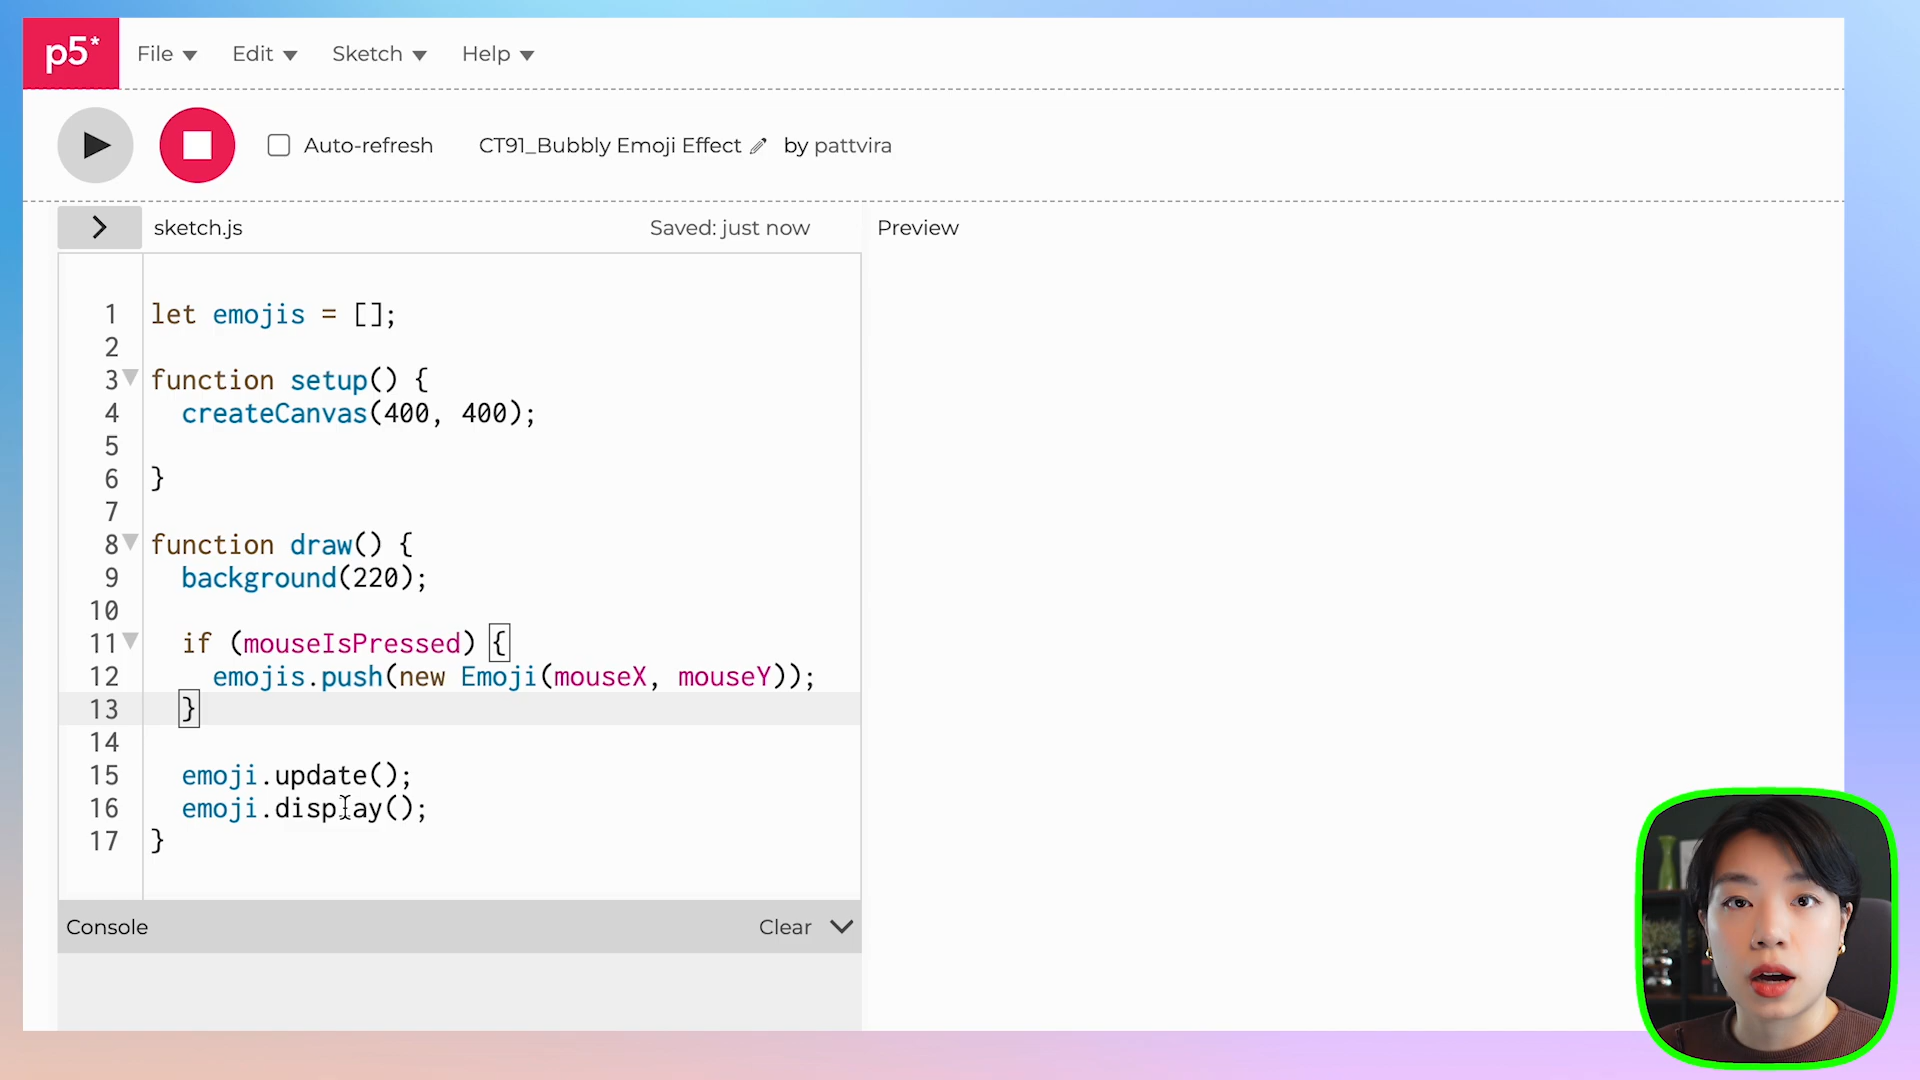 p5*
File Edit Sketch Help
Auto-refresh CT91_Bubbly Emoji Effect by pattvira
sketch.js Saved: just now Preview
1 let emojis = [];
2
3 function setup() {
4 createCanvas(400, 400);
5
6 }
7
8 function draw() {
9 background(220);
10
11 if (mouseIsPressed) {
12 emojis.push(new Emoji(mouseX, mouseY));
13 }
14
15 emoji.update();
16 emoji.display();
17 }
Console Clear